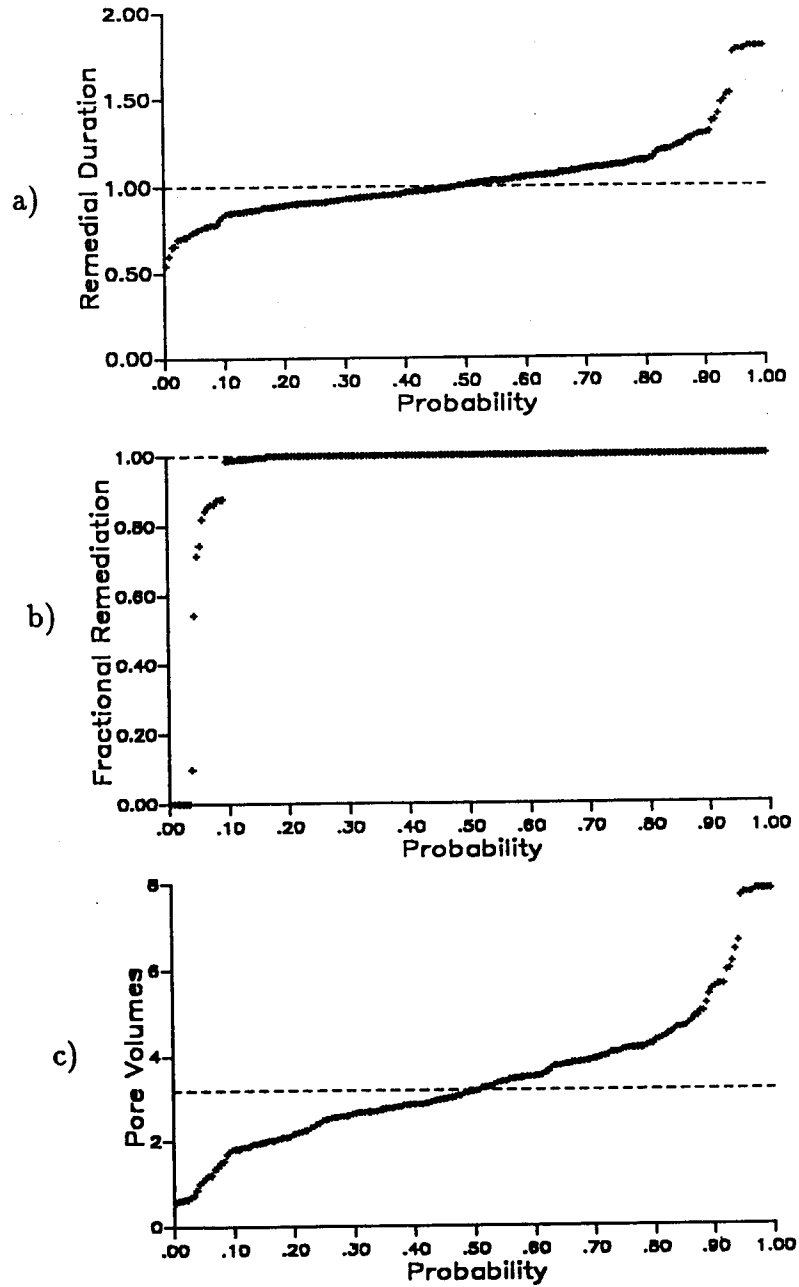 a)
Remedial Duration
2.00
1.50
1.00
0.50
0.00
.00 .10 .20 .30 .40 .50 .60 .70 .80 .90 1.00
Probability
b)
Fractional Remediation
1.00
0.80
0.60
0.40
0.20
0.00
.00 .10 .20 .30 .40 .50 .60 .70 .80 .90 1.00
Probability
c)
Pore Volumes
8
6
4
2
0
.00 .10 .20 .30 .40 .50 .60 .70 .80 .90 1.00
Probability